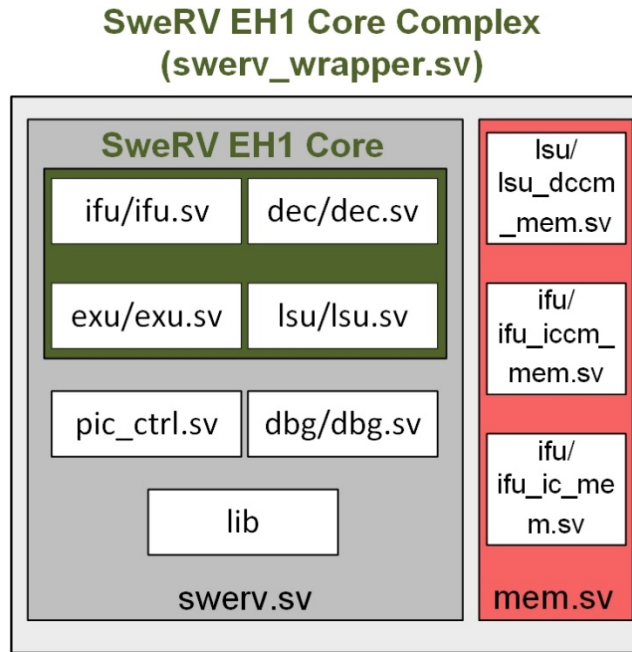 SweRV EH1 Core Complex
(swerv_wrapper.sv)
SweRV EH1 Core
ifu/ifu.sv
dec/dec.sv
exu/exu.sv
lsu/lsu.sv
pic_ctrl.sv
dbg/dbg.sv
lib
swerv.sv
lsu/
lsu_dccm
_mem.sv
ifu/
ifu_iccm_
mem.sv
ifu/
ifu_ic_me
m.sv
mem.sv